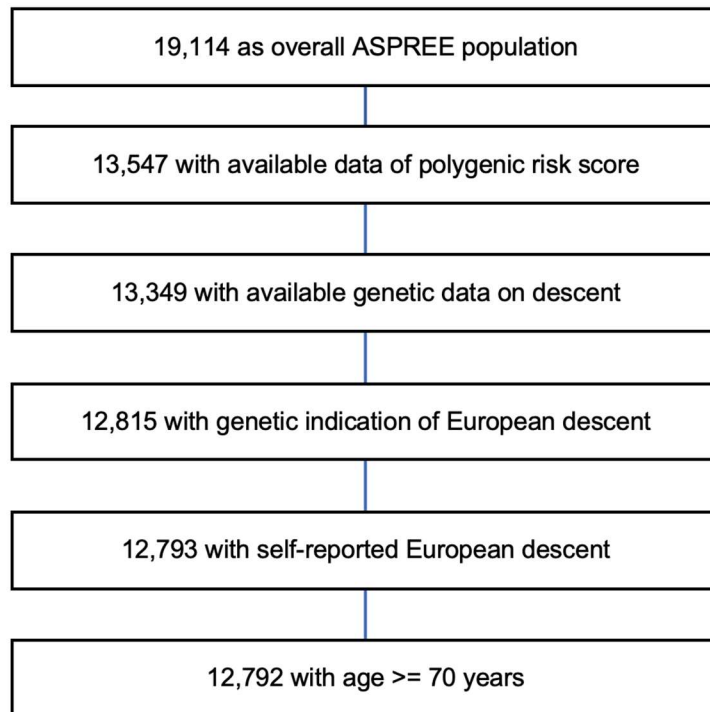 19,114 as overall ASPREE population
13,547 with available data of polygenic risk score
13,349 with available genetic data on descent
12,815 with genetic indication of European descent
12,793 with self-reported European descent
12,792 with age >= 70 years